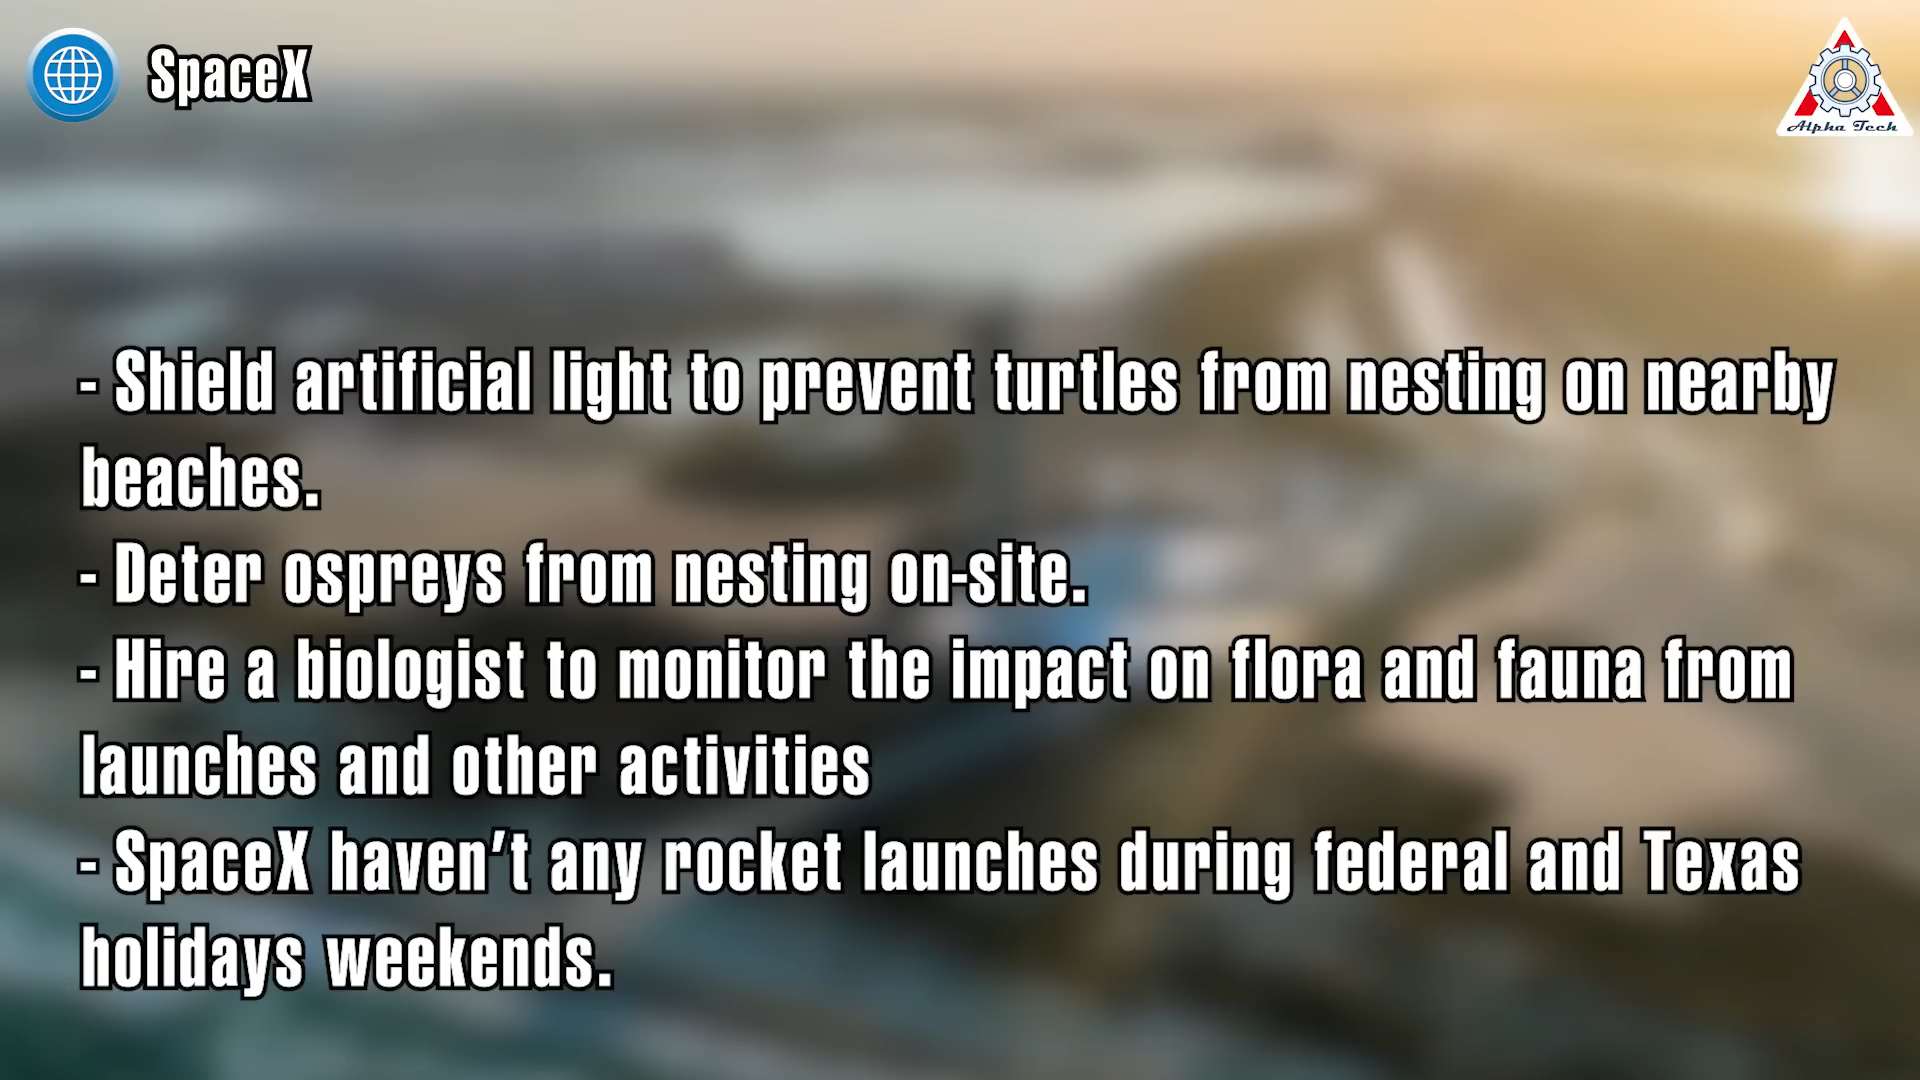 SpaceX
Alpha Tech
- Shield artificial light to prevent turtles from nesting on nearby
beaches.
- Deter ospreys from nesting on-site.
- Hire a biologist to monitor the impact on flora and fauna from
launches and other activities
- SpaceX haven’t any rocket launches during federal and Texas
holidays weekends.